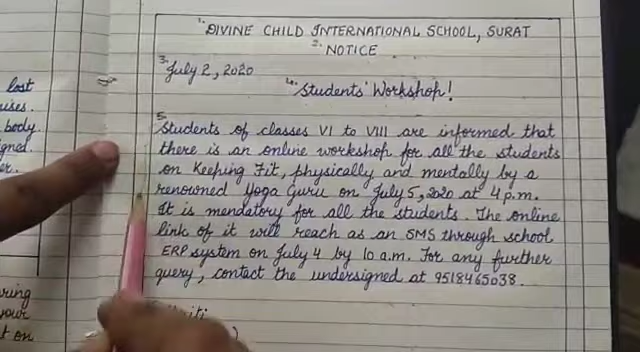 1. DIVINE CHILD INTERNATIONAL SCHOOL, SURAT
2. NOTICE
3. July 2, 2020
4. Students' Workshop!
5.
Students of classes VI to VIII are informed that
there is an online workshop for all the students
on Keeping Fit, physically and mentally by a
renowned Yoga Guru on July 5, 2020 at 4 p.m.
It is mandatory for all the students. The online
link of it will reach as an SMS through school
ERP system on July 4 by 10 a.m. For any further
query, contact the undersigned at 9518465038.
lost
body